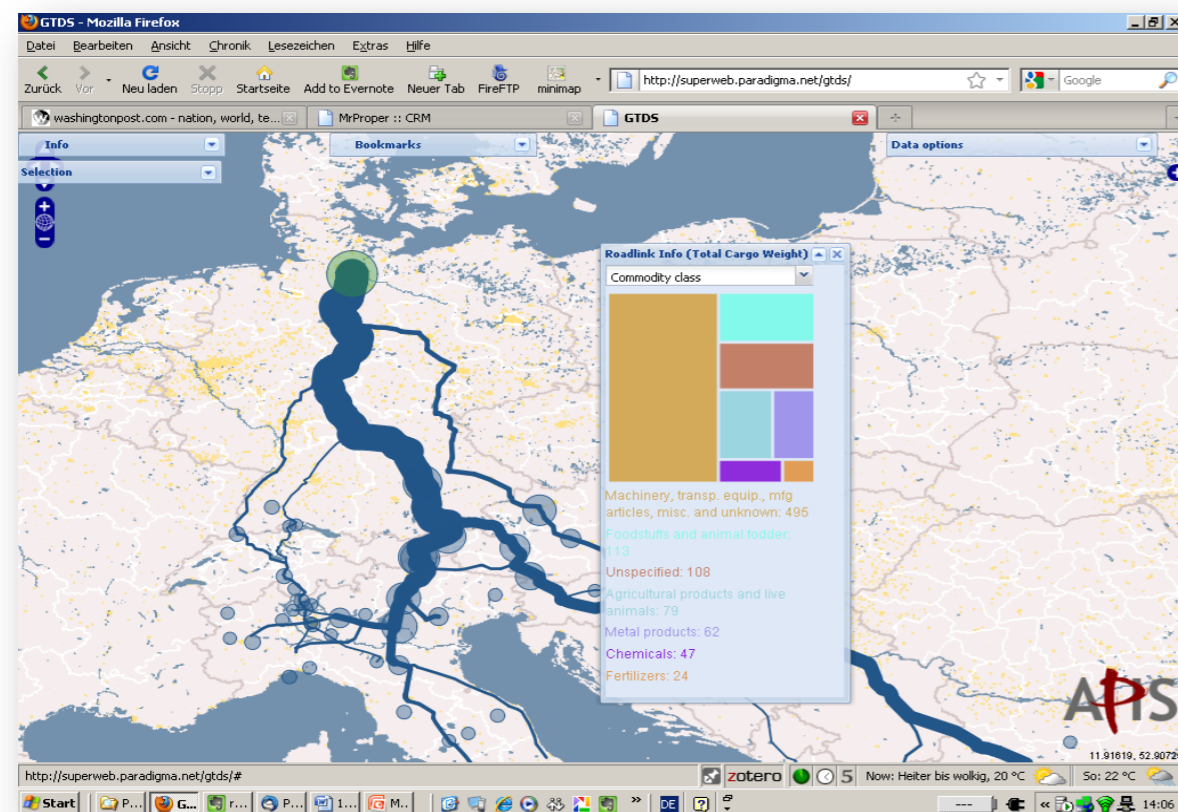 GTDS - Mozilla Firefox
Datei Bearbeiten Ansicht Chronik Lesezeichen Extras Hilfe
Zurück Vor Neu laden Stopp Startseite Add to Evernote Neuer Tab FireFTP minimap
http://superweb.paradigma.net/gtds/
Google
washingtonpost.com - nation, world, te...
MrProper :: CRM
GTDS
Info
Bookmarks
Data options
Selection
Roadlink Info (Total Cargo Weight)
Commodity class
Machinery, transp. equip., mfg
articles, misc. and unknown: 495
Foodstuffs and animal fodder:
113
Unspecified: 108
Agricultural products and live
animals: 79
Metal products: 62
Chemicals: 47
Fertilizers: 24
APIS
11.91619, 52.9072
http://superweb.paradigma.net/gtds/#
zotero 5 Now: Heiter bis wolkig, 20 °C So: 22 °C
Start P... G... r... P... 1... M... » DE ? --- « 14:06